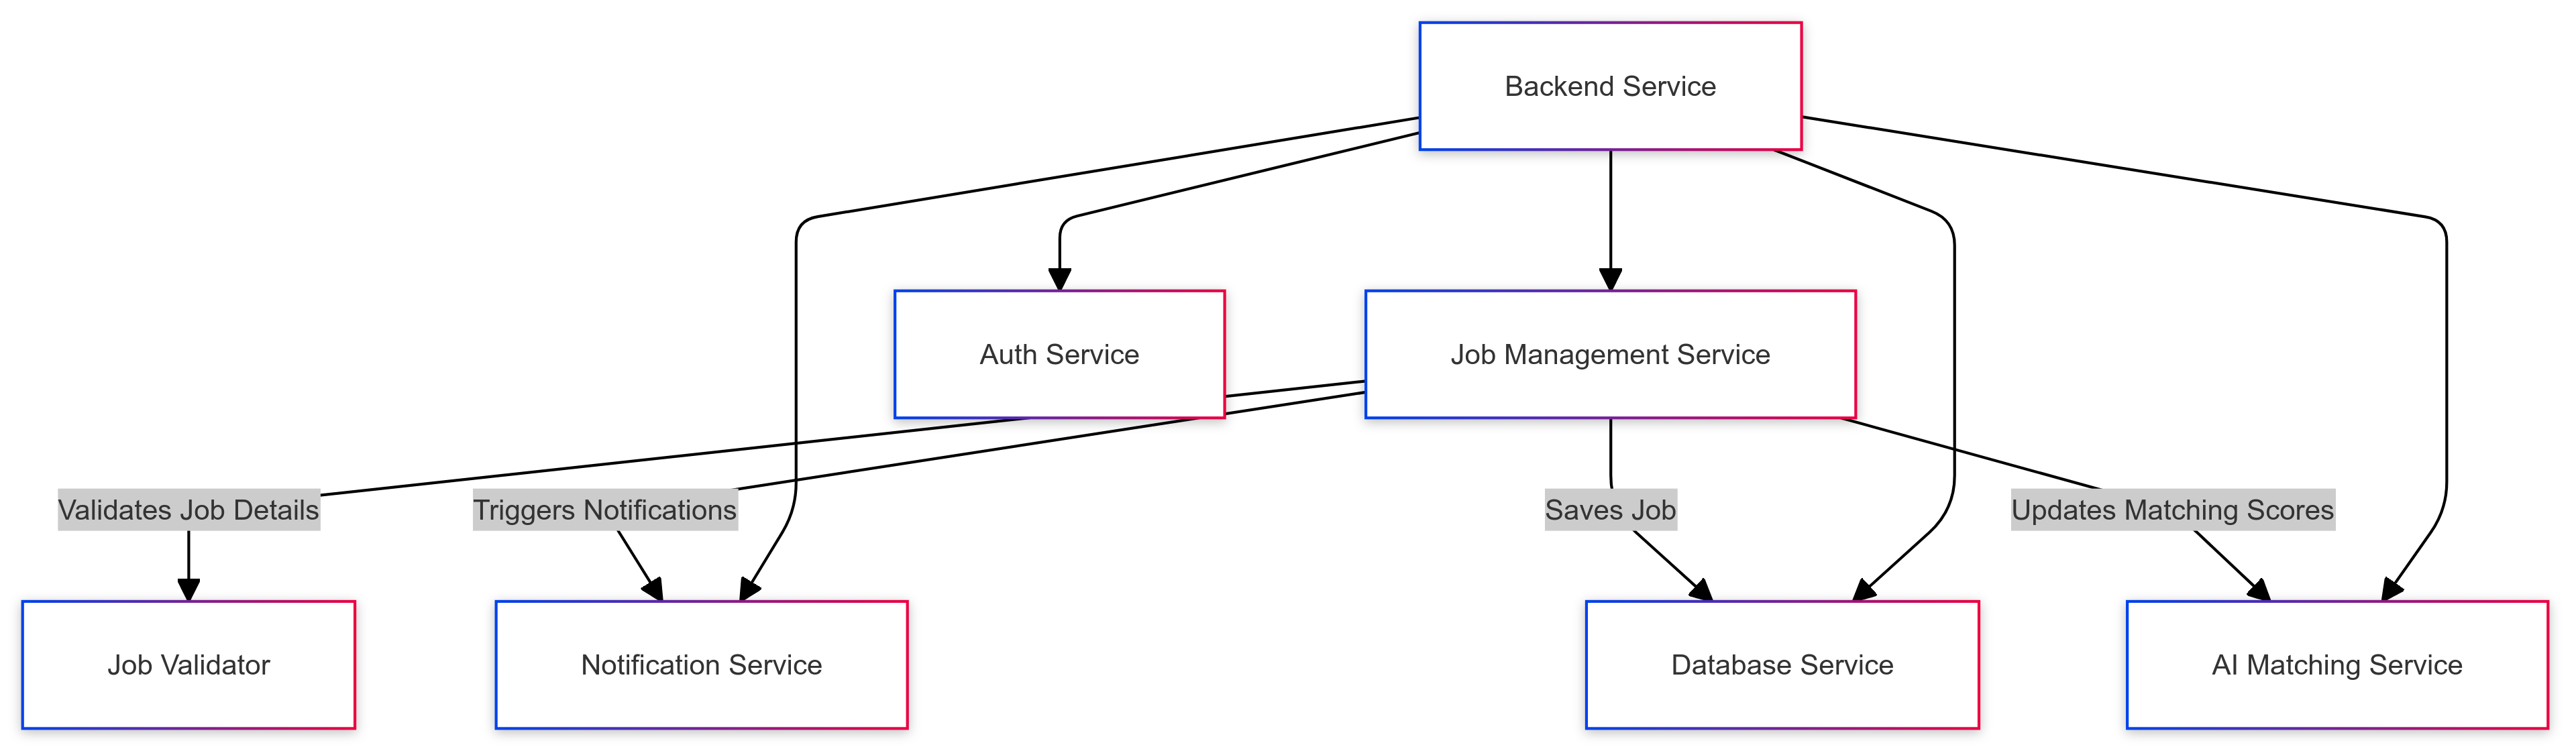 Backend Service
Auth Service
Job Management Service
Validates Job Details
Triggers Notifications
Saves Job
Updates Matching Scores
Job Validator
Notification Service
Database Service
AI Matching Service